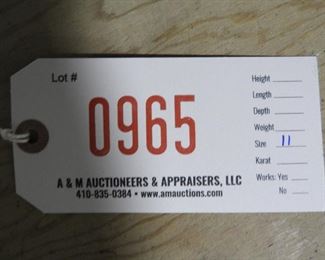 Lot #
0965
A & M AUCTIONEERS & APPRAISERS, LLC
410-835-0384 • www.amauctions.com
Height
Length
Depth
Weight
Size 11
Karat
Works: Yes
No